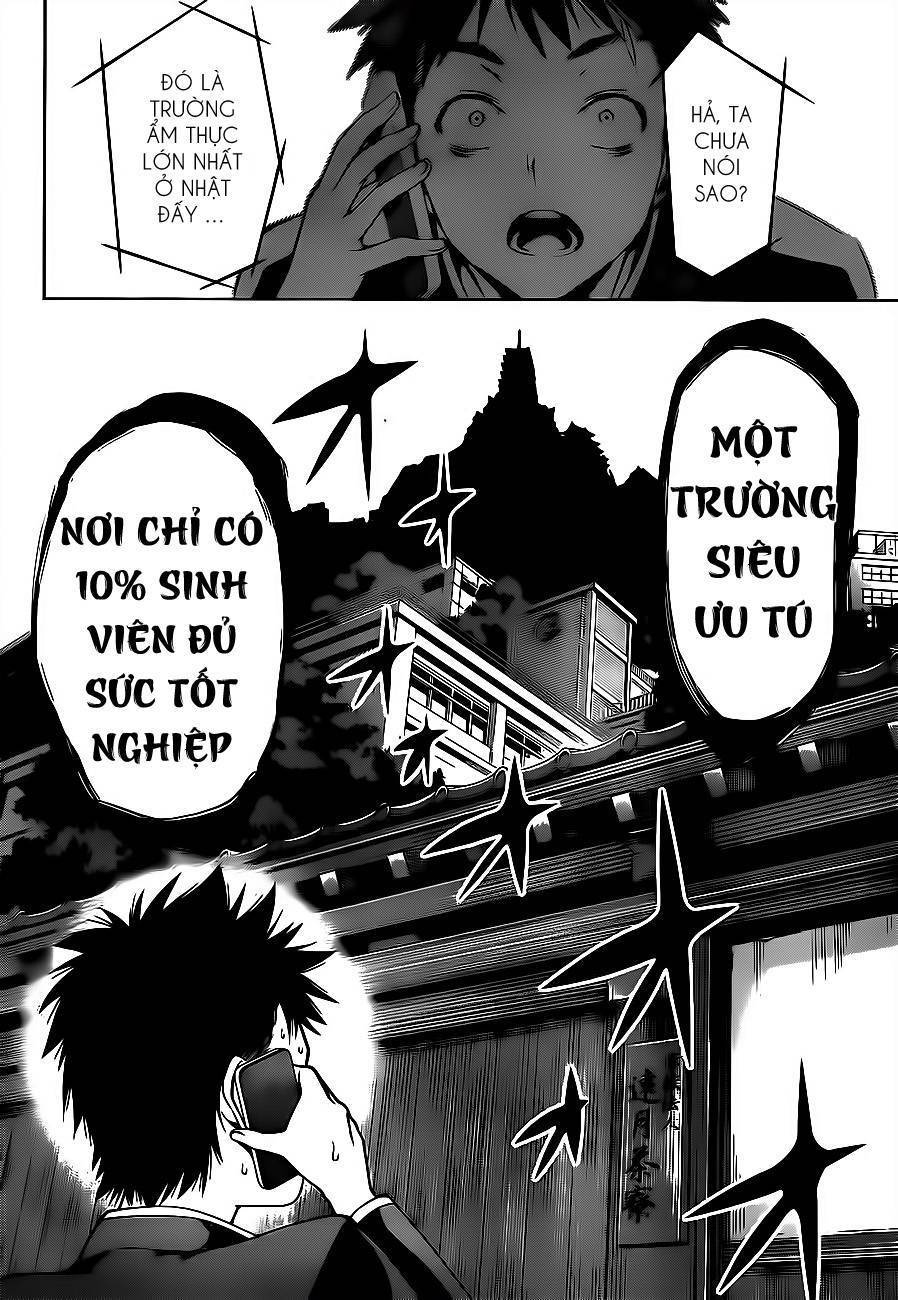 HẢ, TA
CHƯA
NÓI
SAO?
ĐÓ LÀ
TRƯỜNG
ẨM THỰC
LỚN NHẤT
Ở NHẬT
ĐẤY ...
MỘT
TRƯỜNG
SIÊU
ƯU TÚ
NƠI CHỈ CÓ
10% SINH
VIÊN ĐỦ
SỨC TỐT
NGHIỆP
遠月茶寮